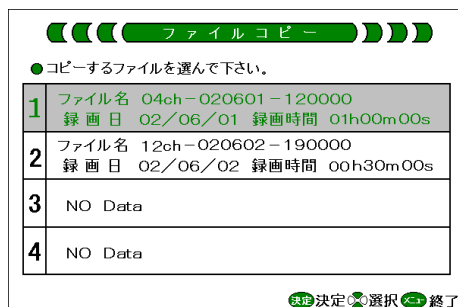 ファイルコピー
コピーするファイルを選んで下さい。
1
ファイル名 04ch－020601－120000
録画日 02／06／01 録画時間 01h00m00s
2
ファイル名 12ch－020602－190000
録画日 02／06／02 録画時間 00h30m00s
3 NO Data
4 NO Data
決定決定 選択 メニュー終了